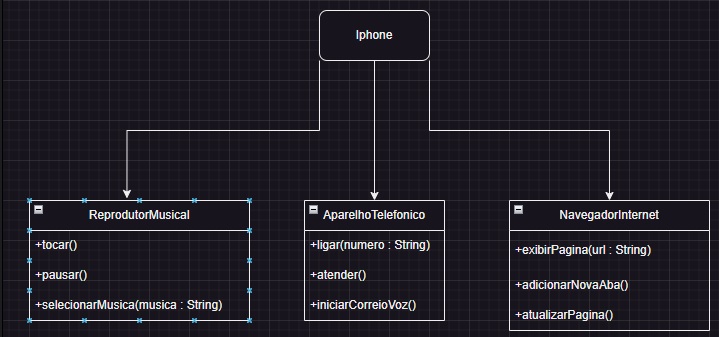 Iphone
ReprodutorMusical
+tocar()
+pausar()
+selecionarMusica(musica : String)
AparelhoTelefonico
+ligar(numero : String)
+atender()
+iniciarCorreioVoz()
NavegadorInternet
+exibirPagina(url : String)
+adicionarNovaAba()
+atualizarPagina()